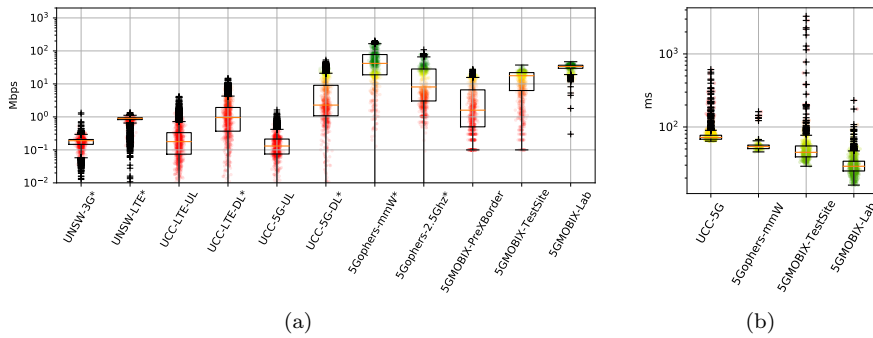 10³
10²
10¹
10⁰
10⁻¹
10⁻²
Mbps
UNSW-3G*
UNSW-LTE*
UCC-LTE-UL
UCC-LTE-DL*
UCC-5G-UL
UCC-5G-DL*
5Gophers-mmW*
5Gophers-2.5Ghz*
5GMOBIX-PreXBorder
5GMOBIX-TestSite
5GMOBIX-Lab
(a)
10³
10²
ms
UCC-5G
5Gophers-mmW
5GMOBIX-TestSite
5GMOBIX-Lab
(b)